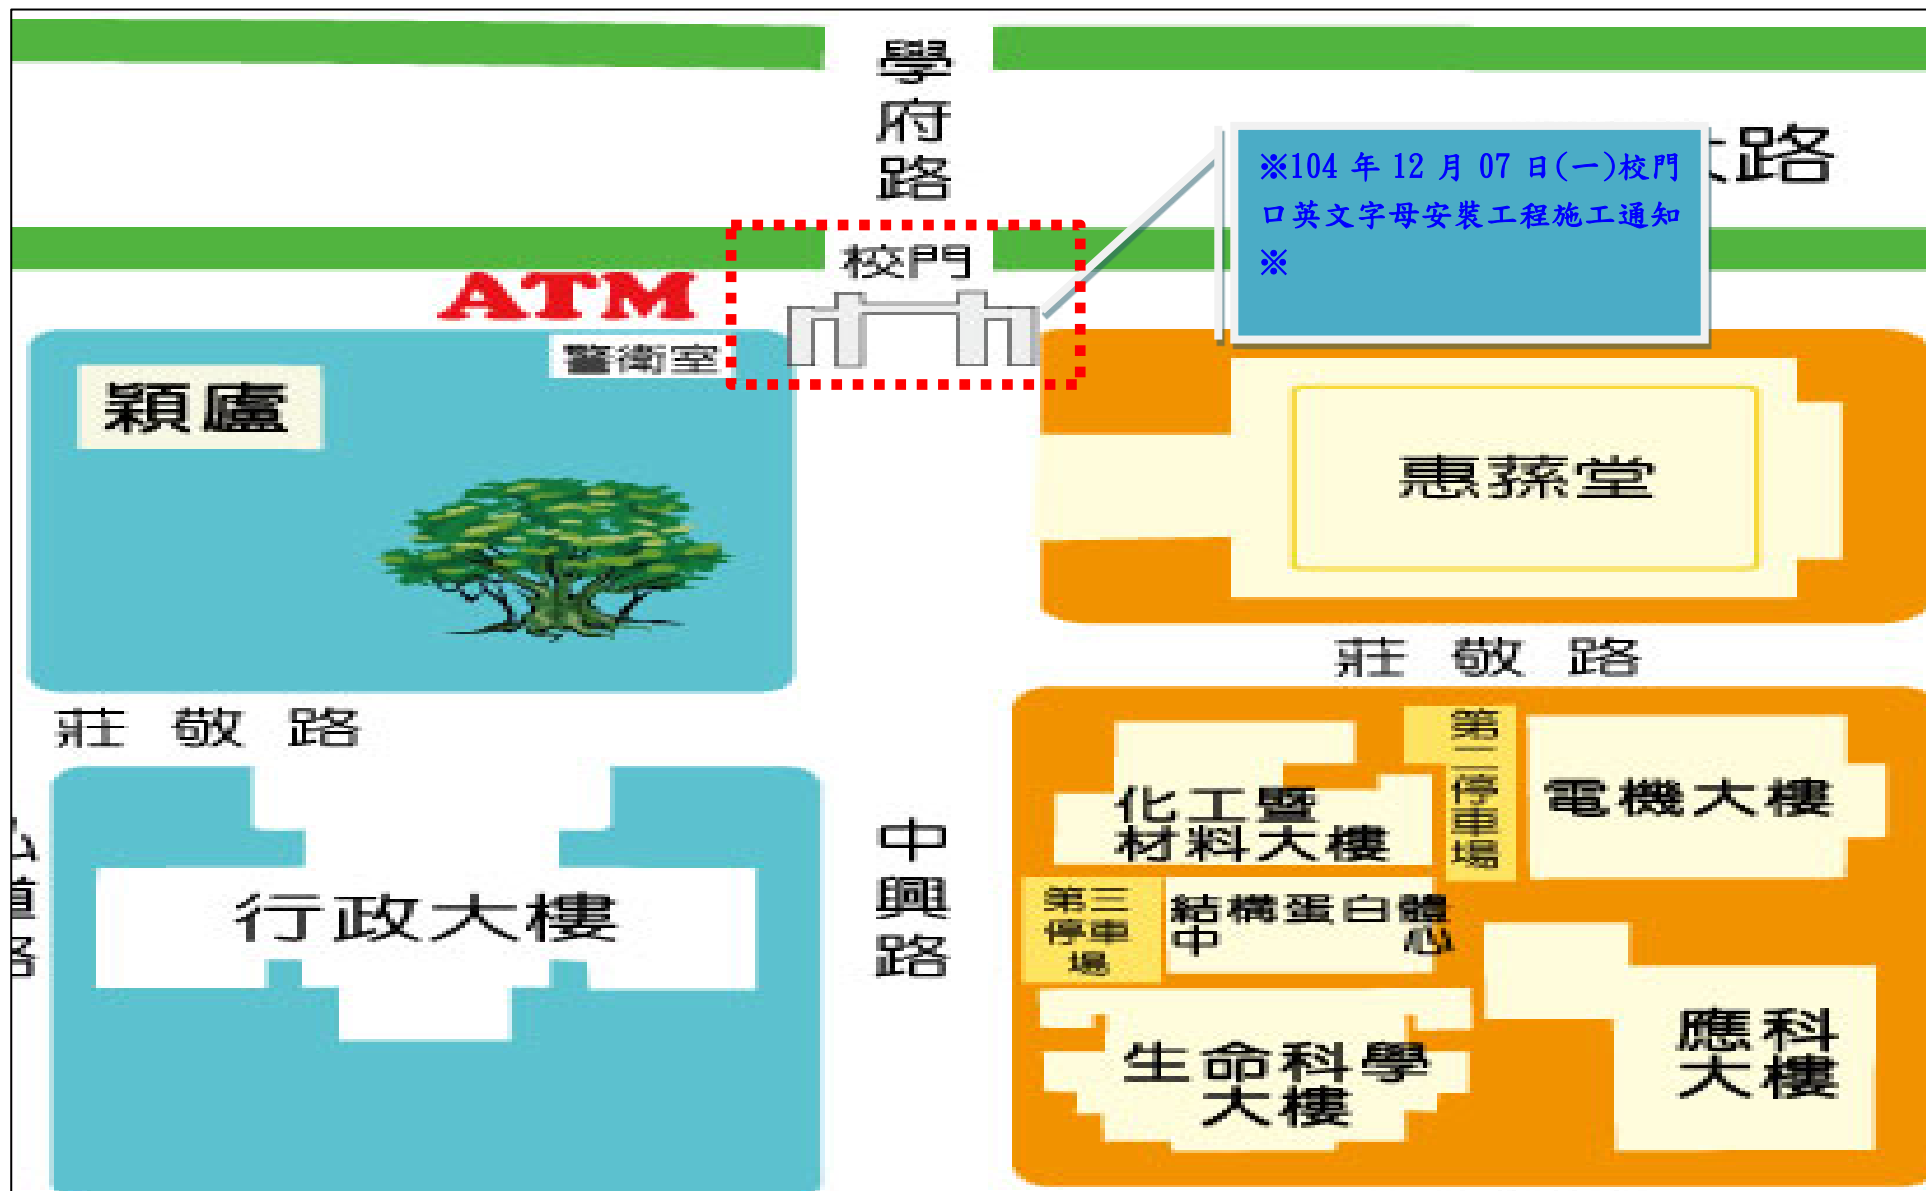 學府路
路
※104 年 12 月 07 日(一)校門
口英文字母安裝工程施工通知
※
校門
ATM
警衛室
穎廬
惠蓀堂
莊敬路
莊敬路
第二停車場
化工暨
材料大樓
電機大樓
中興路
道路
行政大樓
第三
停車
場
結構蛋白體
中心
生命科學
大樓
應科
大樓